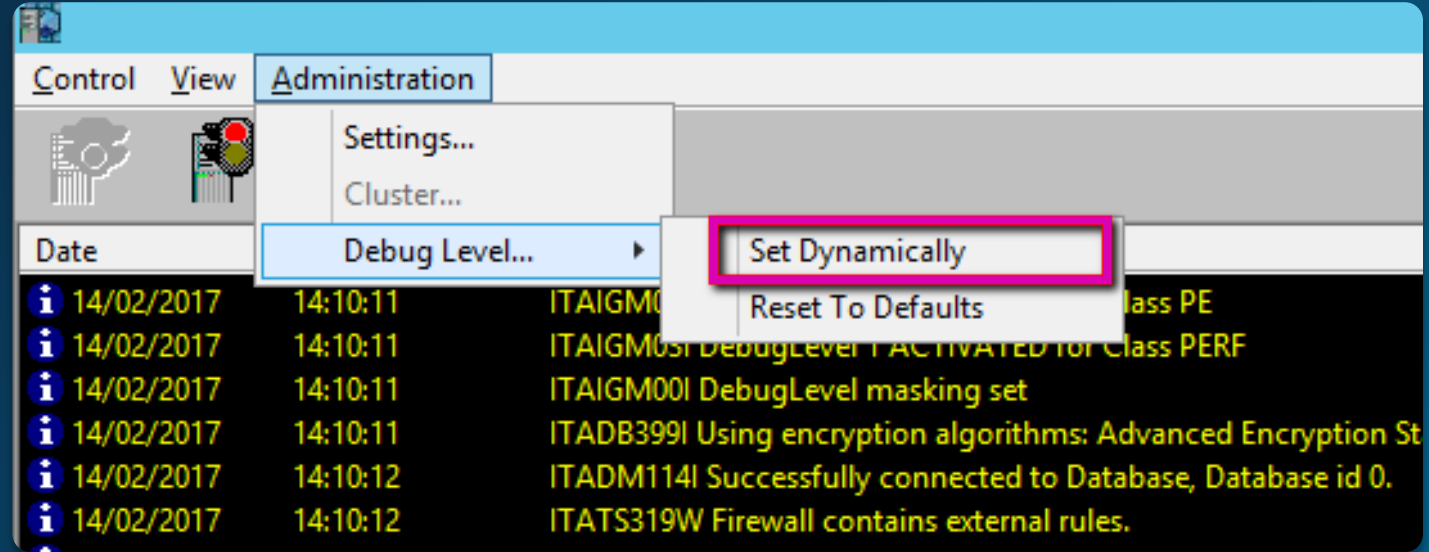 Control View Administration
Settings...
Cluster...
Debug Level...
Set Dynamically
Reset To Defaults
Date
14/02/2017 14:10:11 lass PE
14/02/2017 14:10:11 ITAIGM03I DebugLevel 1 ACTIVATED for Class PERF
14/02/2017 14:10:11 ITAIGM00I DebugLevel masking set
14/02/2017 14:10:11 ITADB399I Using encryption algorithms: Advanced Encryption St
14/02/2017 14:10:12 ITADM114I Successfully connected to Database, Database id 0.
14/02/2017 14:10:12 ITATS319W Firewall contains external rules.